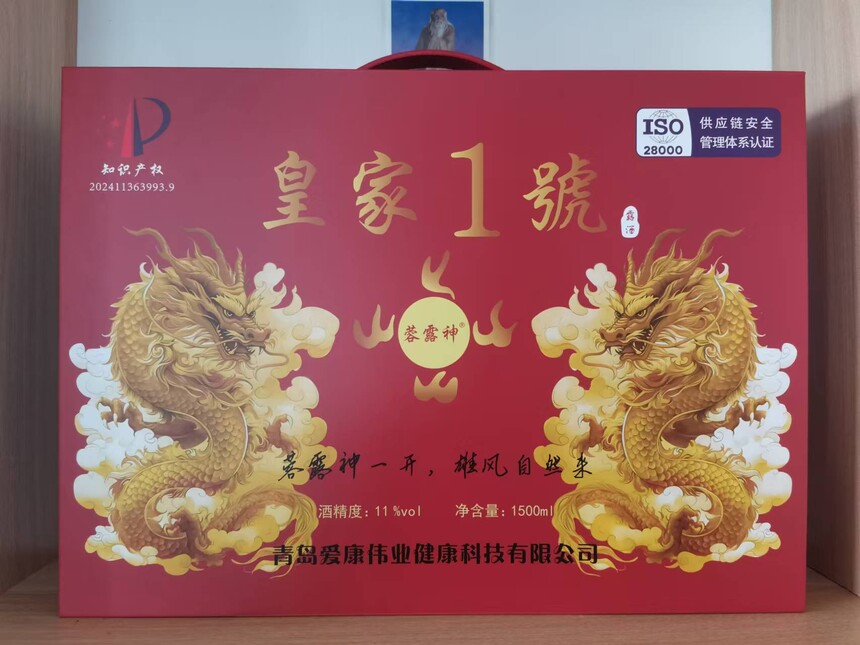 知识产权
202411363993.9
ISO
28000
供应链安全
管理体系认证
皇家1號
露酒
蓉露神®
蓉露神一开，雄风自然来
酒精度：11%vol
净含量：1500ml
青岛爱康伟业健康科技有限公司